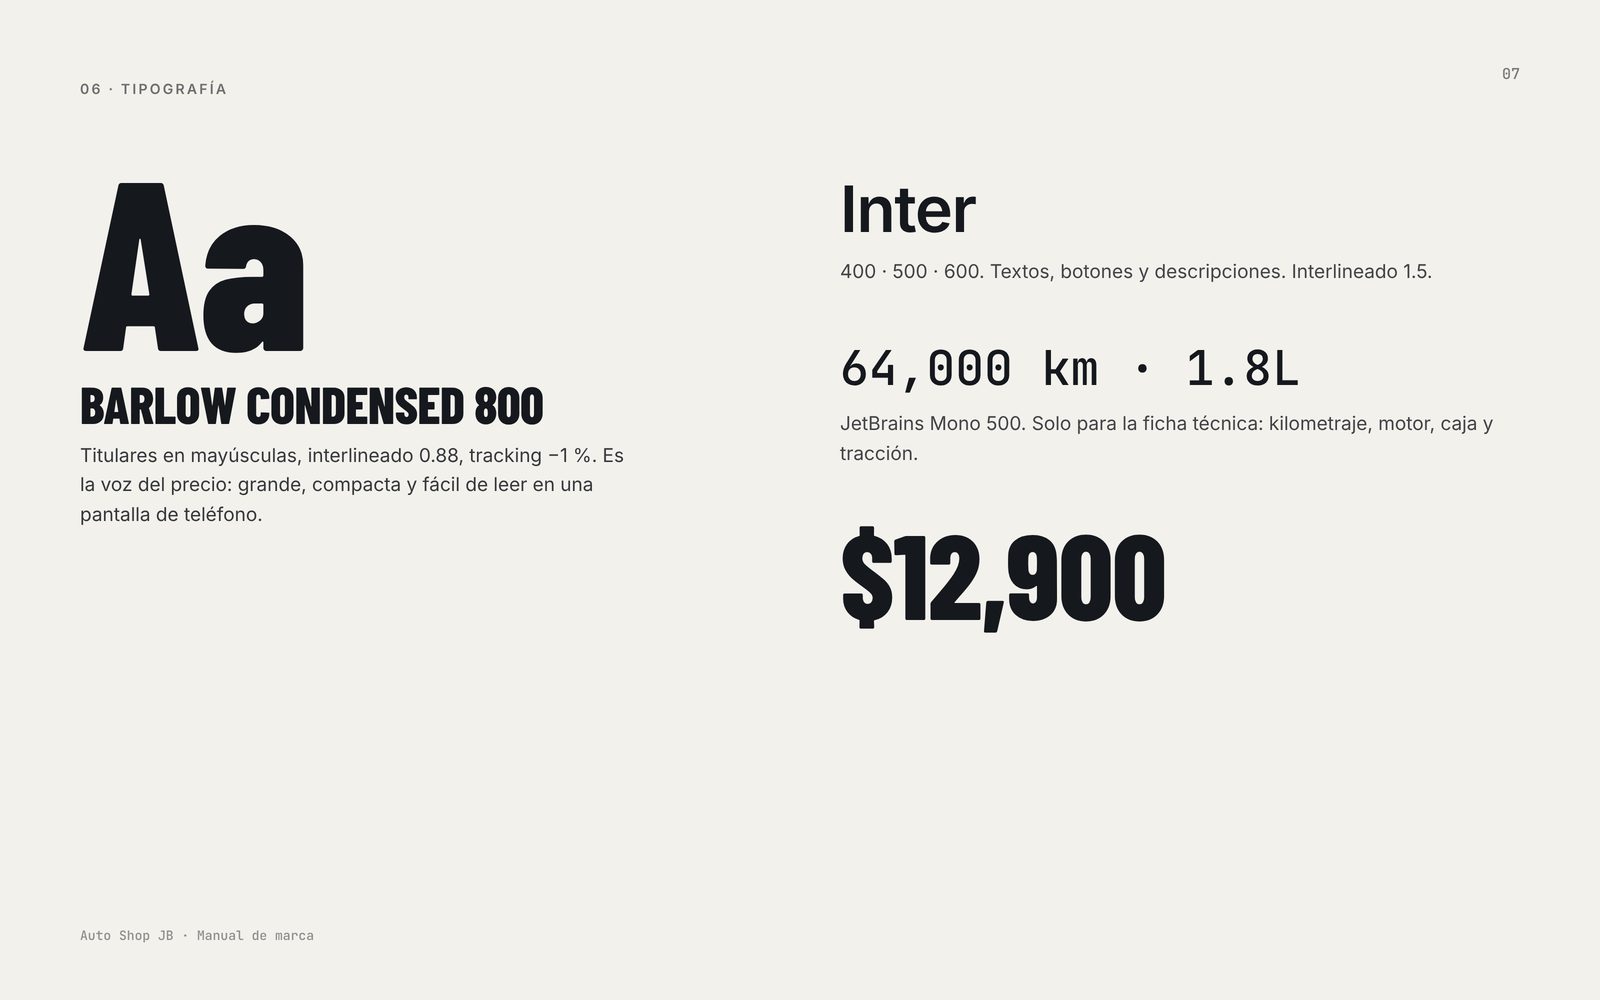 06 · TIPOGRAFÍA
07
Aa
BARLOW CONDENSED 800
Titulares en mayúsculas, interlineado 0.88, tracking −1 %. Es
la voz del precio: grande, compacta y fácil de leer en una
pantalla de teléfono.
Inter
400 · 500 · 600. Textos, botones y descripciones. Interlineado 1.5.
64,000 km · 1.8L
JetBrains Mono 500. Solo para la ficha técnica: kilometraje, motor, caja y
tracción.
$12,900
Auto Shop JB · Manual de marca